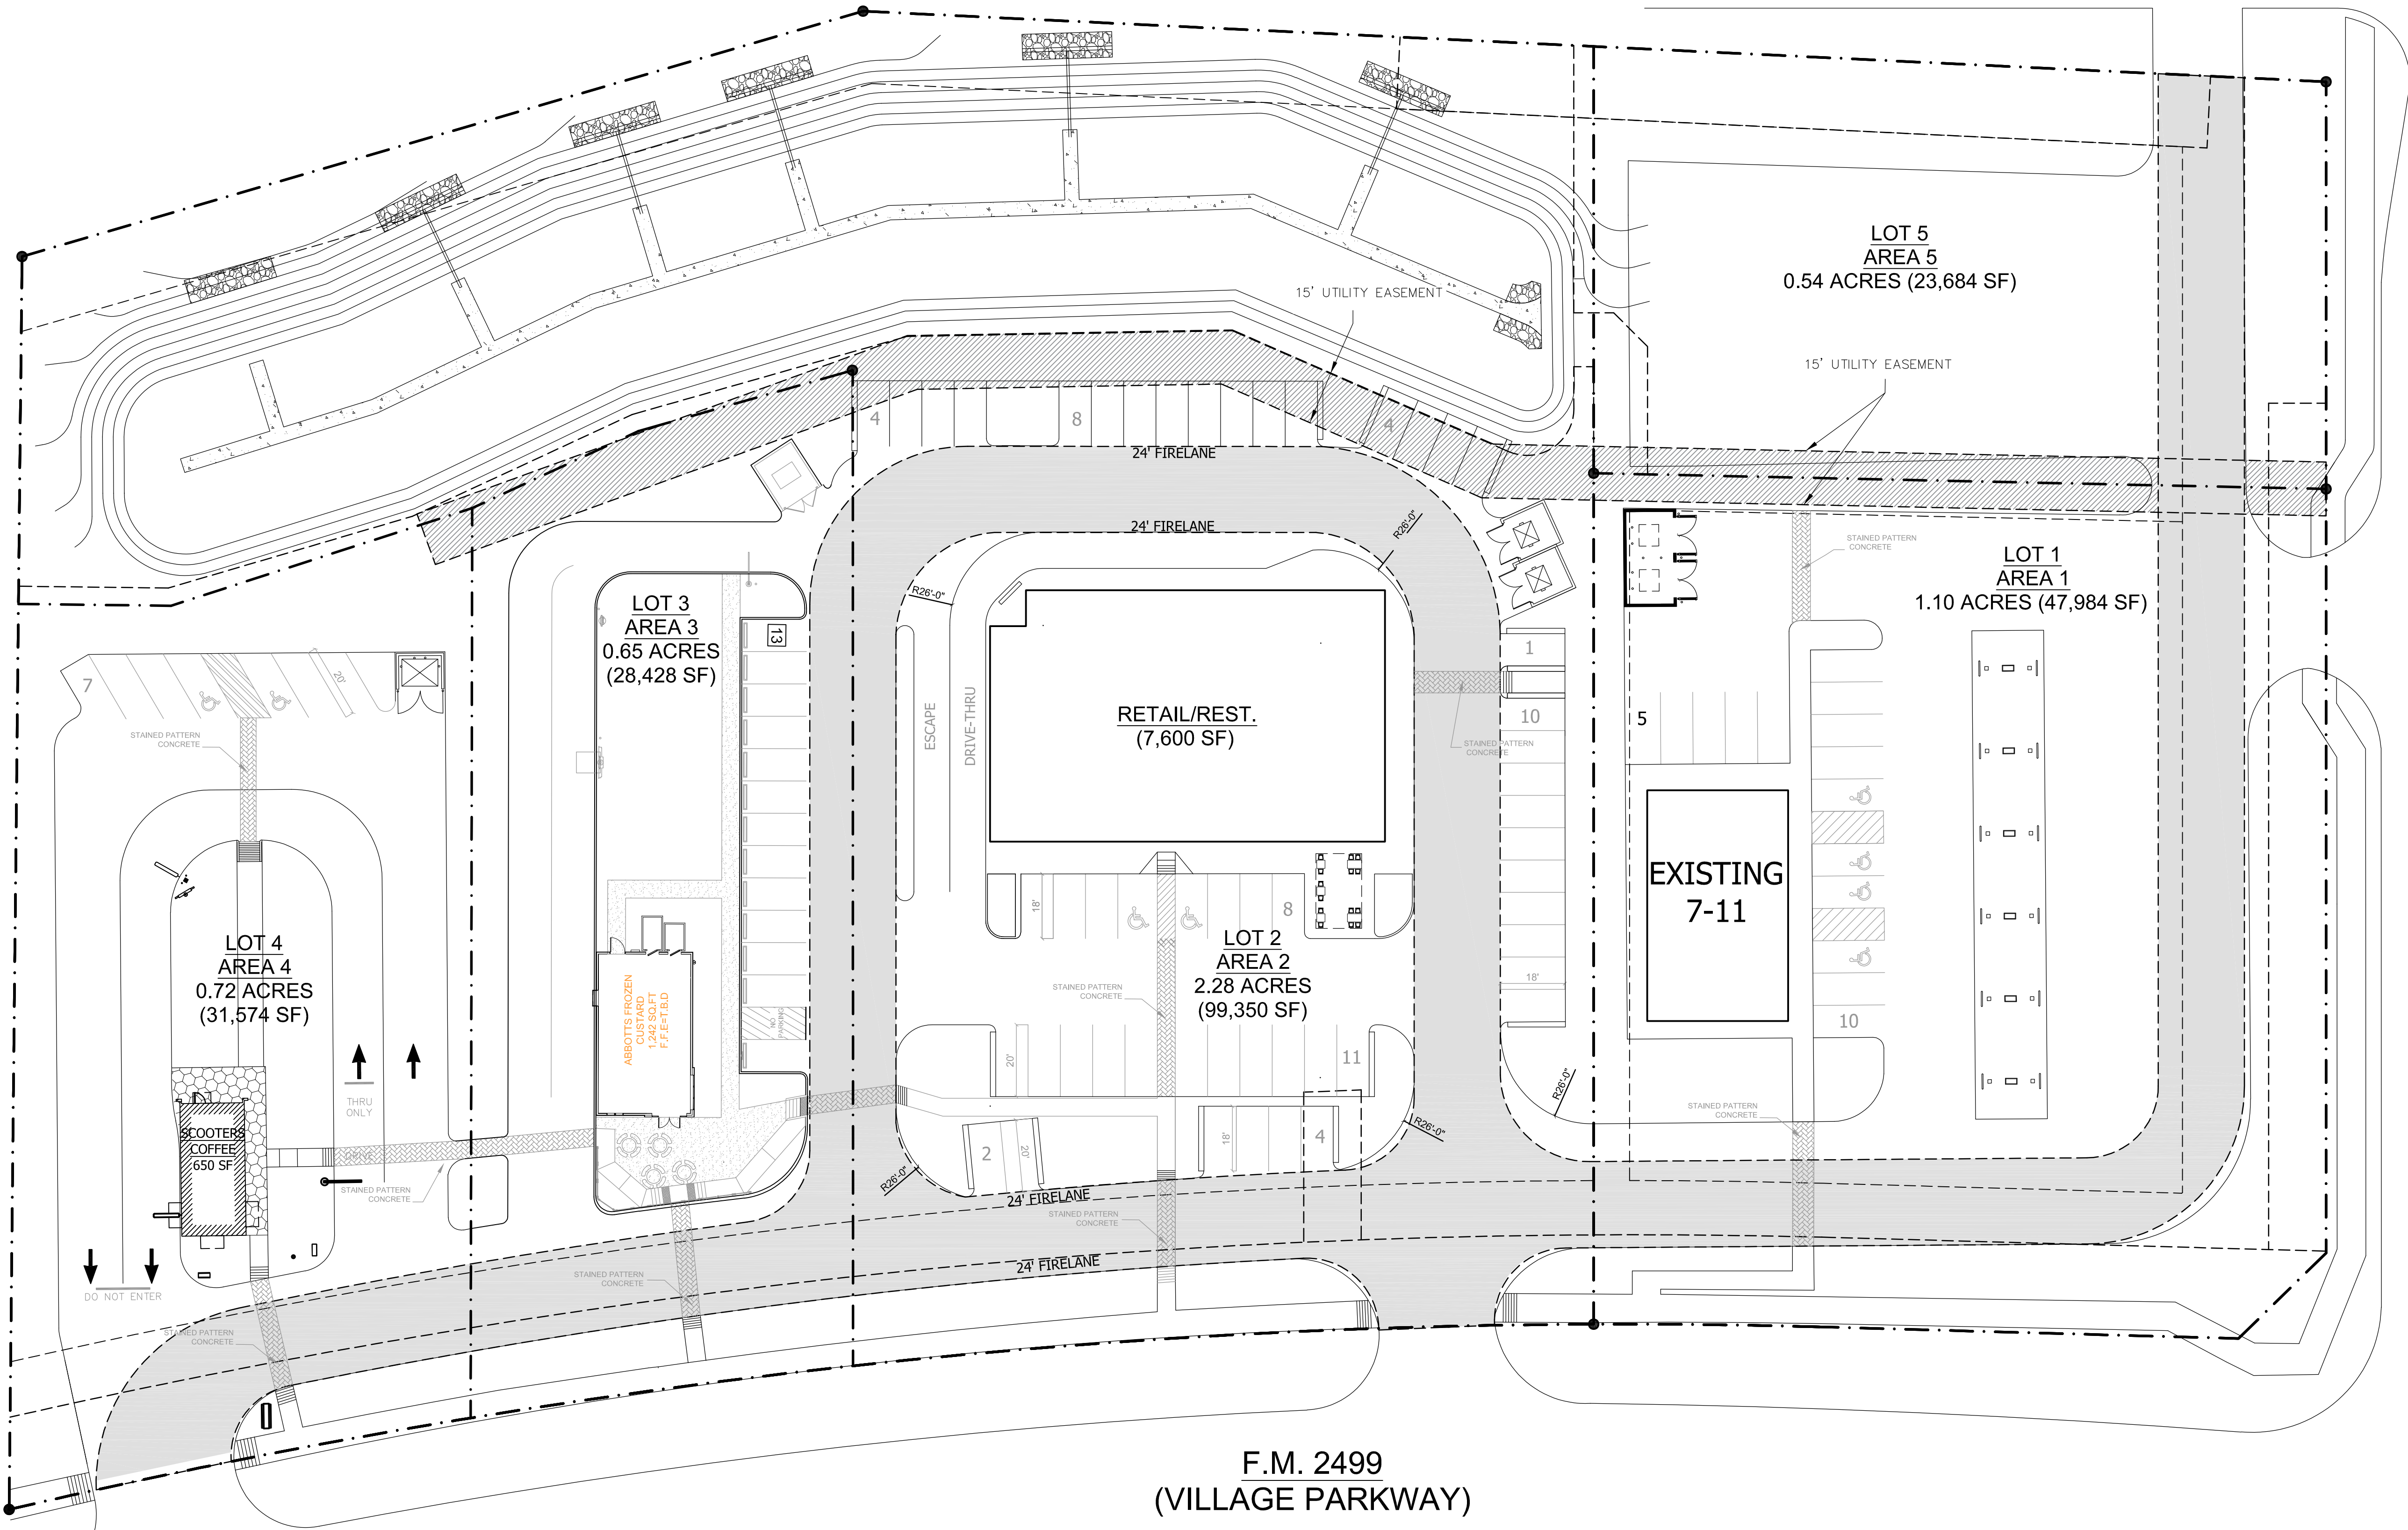 LOT 5
AREA 5
0.54 ACRES (23,684 SF)
15' UTILITY EASEMENT
15' UTILITY EASEMENT
4
8
4
24' FIRELANE
24' FIRELANE
R26'-0"
R26'-0"
STAINED PATTERN
CONCRETE
LOT 1
AREA 1
1.10 ACRES (47,984 SF)
LOT 3
AREA 3
0.65 ACRES
(28,428 SF)
13
7
20'
STAINED PATTERN
CONCRETE
ESCAPE
DRIVE-THRU
RETAIL/REST.
(7,600 SF)
1
10
STAINED PATTERN
CONCRETE
5
EXISTING
7-11
18'
8
LOT 4
AREA 4
0.72 ACRES
(31,574 SF)
ABBOTTS FROZEN
CUSTARD
1,242 SQ.FT
F.F.E=T.B.D
NO
PARKING
LOT 2
AREA 2
2.28 ACRES
(99,350 SF)
STAINED PATTERN
CONCRETE
18'
10
20'
11
THRU
ONLY
R26'-0"
STAINED PATTERN
CONCRETE
SCOOTERS
COFFEE
650 SF
DRIVE
2
20'
18'
4
R26'-0"
R26'-0"
STAINED PATTERN
CONCRETE
24' FIRELANE
STAINED PATTERN
CONCRETE
24' FIRELANE
STAINED PATTERN
CONCRETE
DO NOT ENTER
STAINED PATTERN
CONCRETE
F.M. 2499
(VILLAGE PARKWAY)